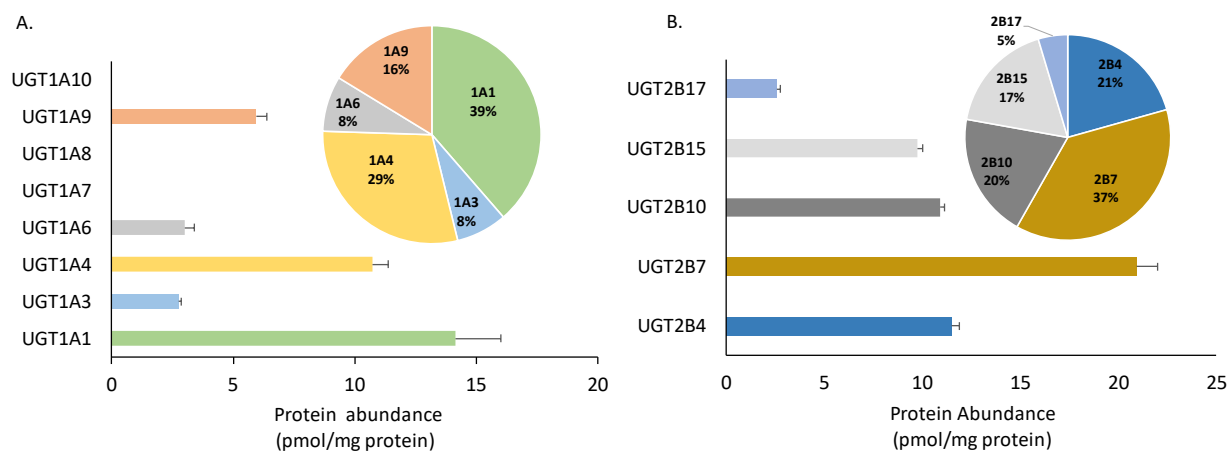 A.
UGT1A10
UGT1A9
UGT1A8
UGT1A7
UGT1A6
UGT1A4
UGT1A3
UGT1A1
0 5 10 15 20
Protein abundance
(pmol/mg protein)
1A9
16%
1A1
39%
1A6
8%
1A4
29%
1A3
8%
B.
UGT2B17
UGT2B15
UGT2B10
UGT2B7
UGT2B4
0 5 10 15 20 25
Protein Abundance
(pmol/mg protein)
2B17
5%
2B4
21%
2B15
17%
2B10
20%
2B7
37%